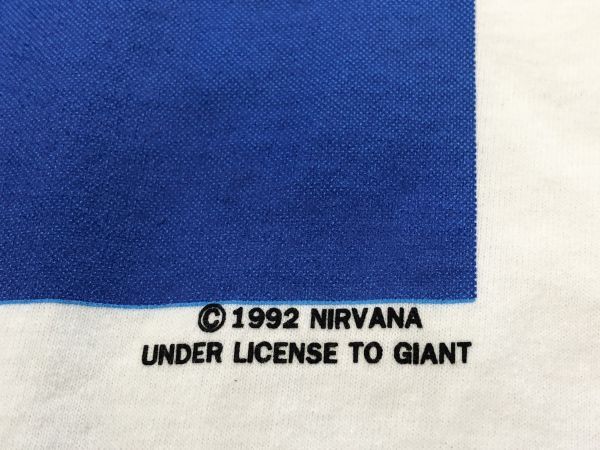 © 1992 NIRVANA
UNDER LICENSE TO GIANT